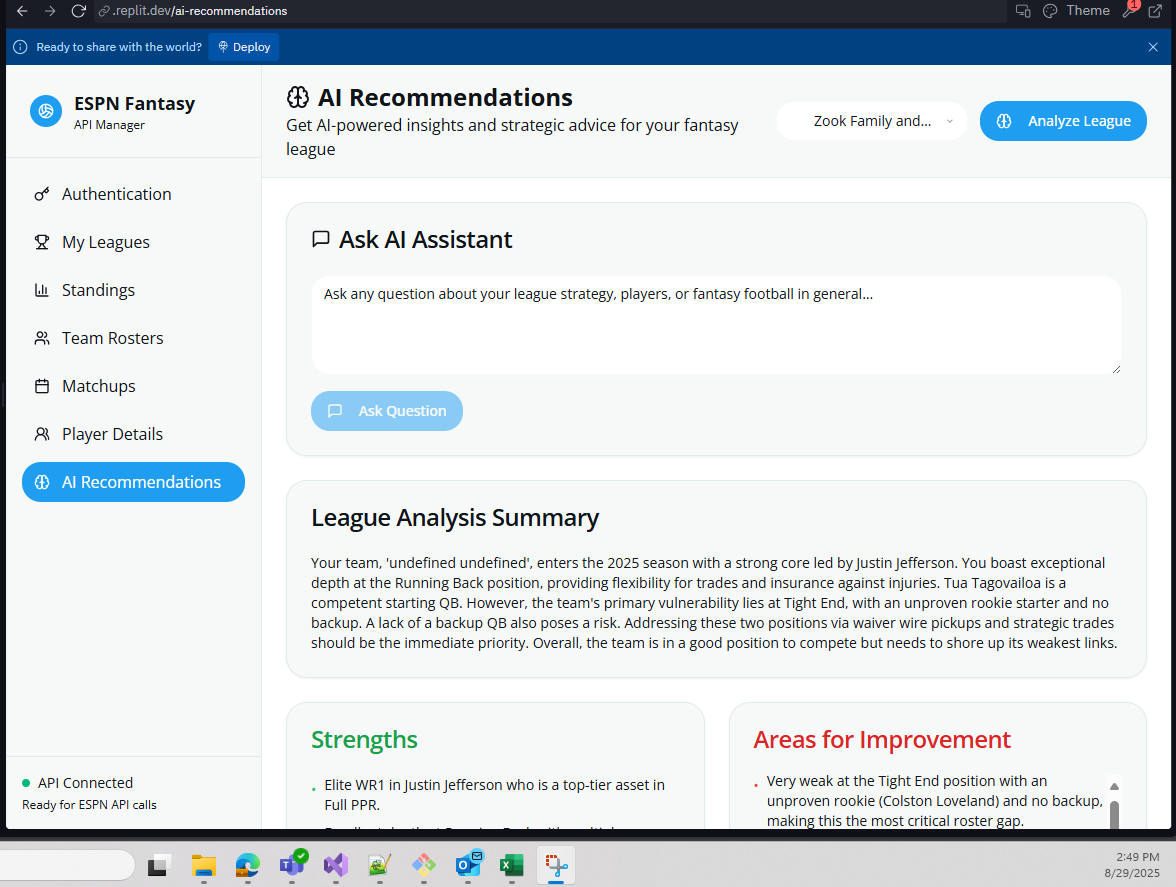 .replit.dev/ai-recommendations
Theme
1
Ready to share with the world?
Deploy
ESPN Fantasy
API Manager
Authentication
My Leagues
Standings
Team Rosters
Matchups
Player Details
AI Recommendations
API Connected
Ready for ESPN API calls
AI Recommendations
Get AI-powered insights and strategic advice for your fantasy
league
Zook Family and...
Analyze League
Ask AI Assistant
Ask any question about your league strategy, players, or fantasy football in general...
Ask Question
League Analysis Summary
Your team, 'undefined undefined', enters the 2025 season with a strong core led by Justin Jefferson. You boast exceptional
depth at the Running Back position, providing flexibility for trades and insurance against injuries. Tua Tagovailoa is a
competent starting QB. However, the team's primary vulnerability lies at Tight End, with an unproven rookie starter and no
backup. A lack of a backup QB also poses a risk. Addressing these two positions via waiver wire pickups and strategic trades
should be the immediate priority. Overall, the team is in a good position to compete but needs to shore up its weakest links.
Strengths
Elite WR1 in Justin Jefferson who is a top-tier asset in
Full PPR.
Areas for Improvement
Very weak at the Tight End position with an
unproven rookie (Colston Loveland) and no backup,
making this the most critical roster gap.
2:49 PM
8/29/2025